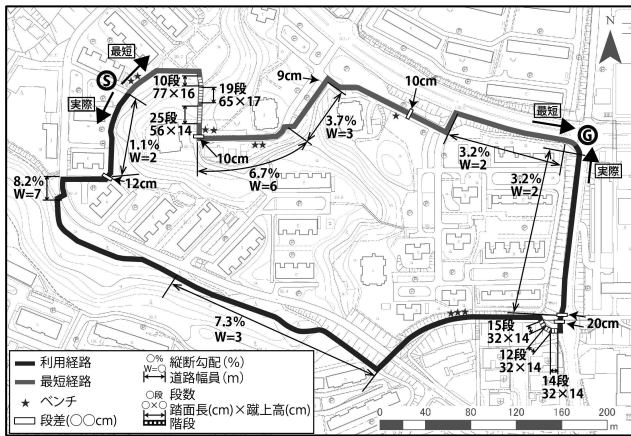 最短
S
実際
10段
77×16
19段
65×17
25段
56×14
10cm
1.1%
W=2
12cm
8.2%
W=7
6.7%
W=6
9cm
3.7%
W=3
10cm
3.2%
W=2
3.2%
W=2
最短
G
実際
N
7.3%
W=3
20cm
15段
32×14
12段
32×14
14段
32×14
利用経路
最短経路
★ ベンチ
段差(○○cm)
○% 縦断勾配(%)
W=○ 道路幅員(m)
○段 段数
○×○ 踏面長(cm)×蹴上高(cm)
階段
0 40 80 120 160 200
m